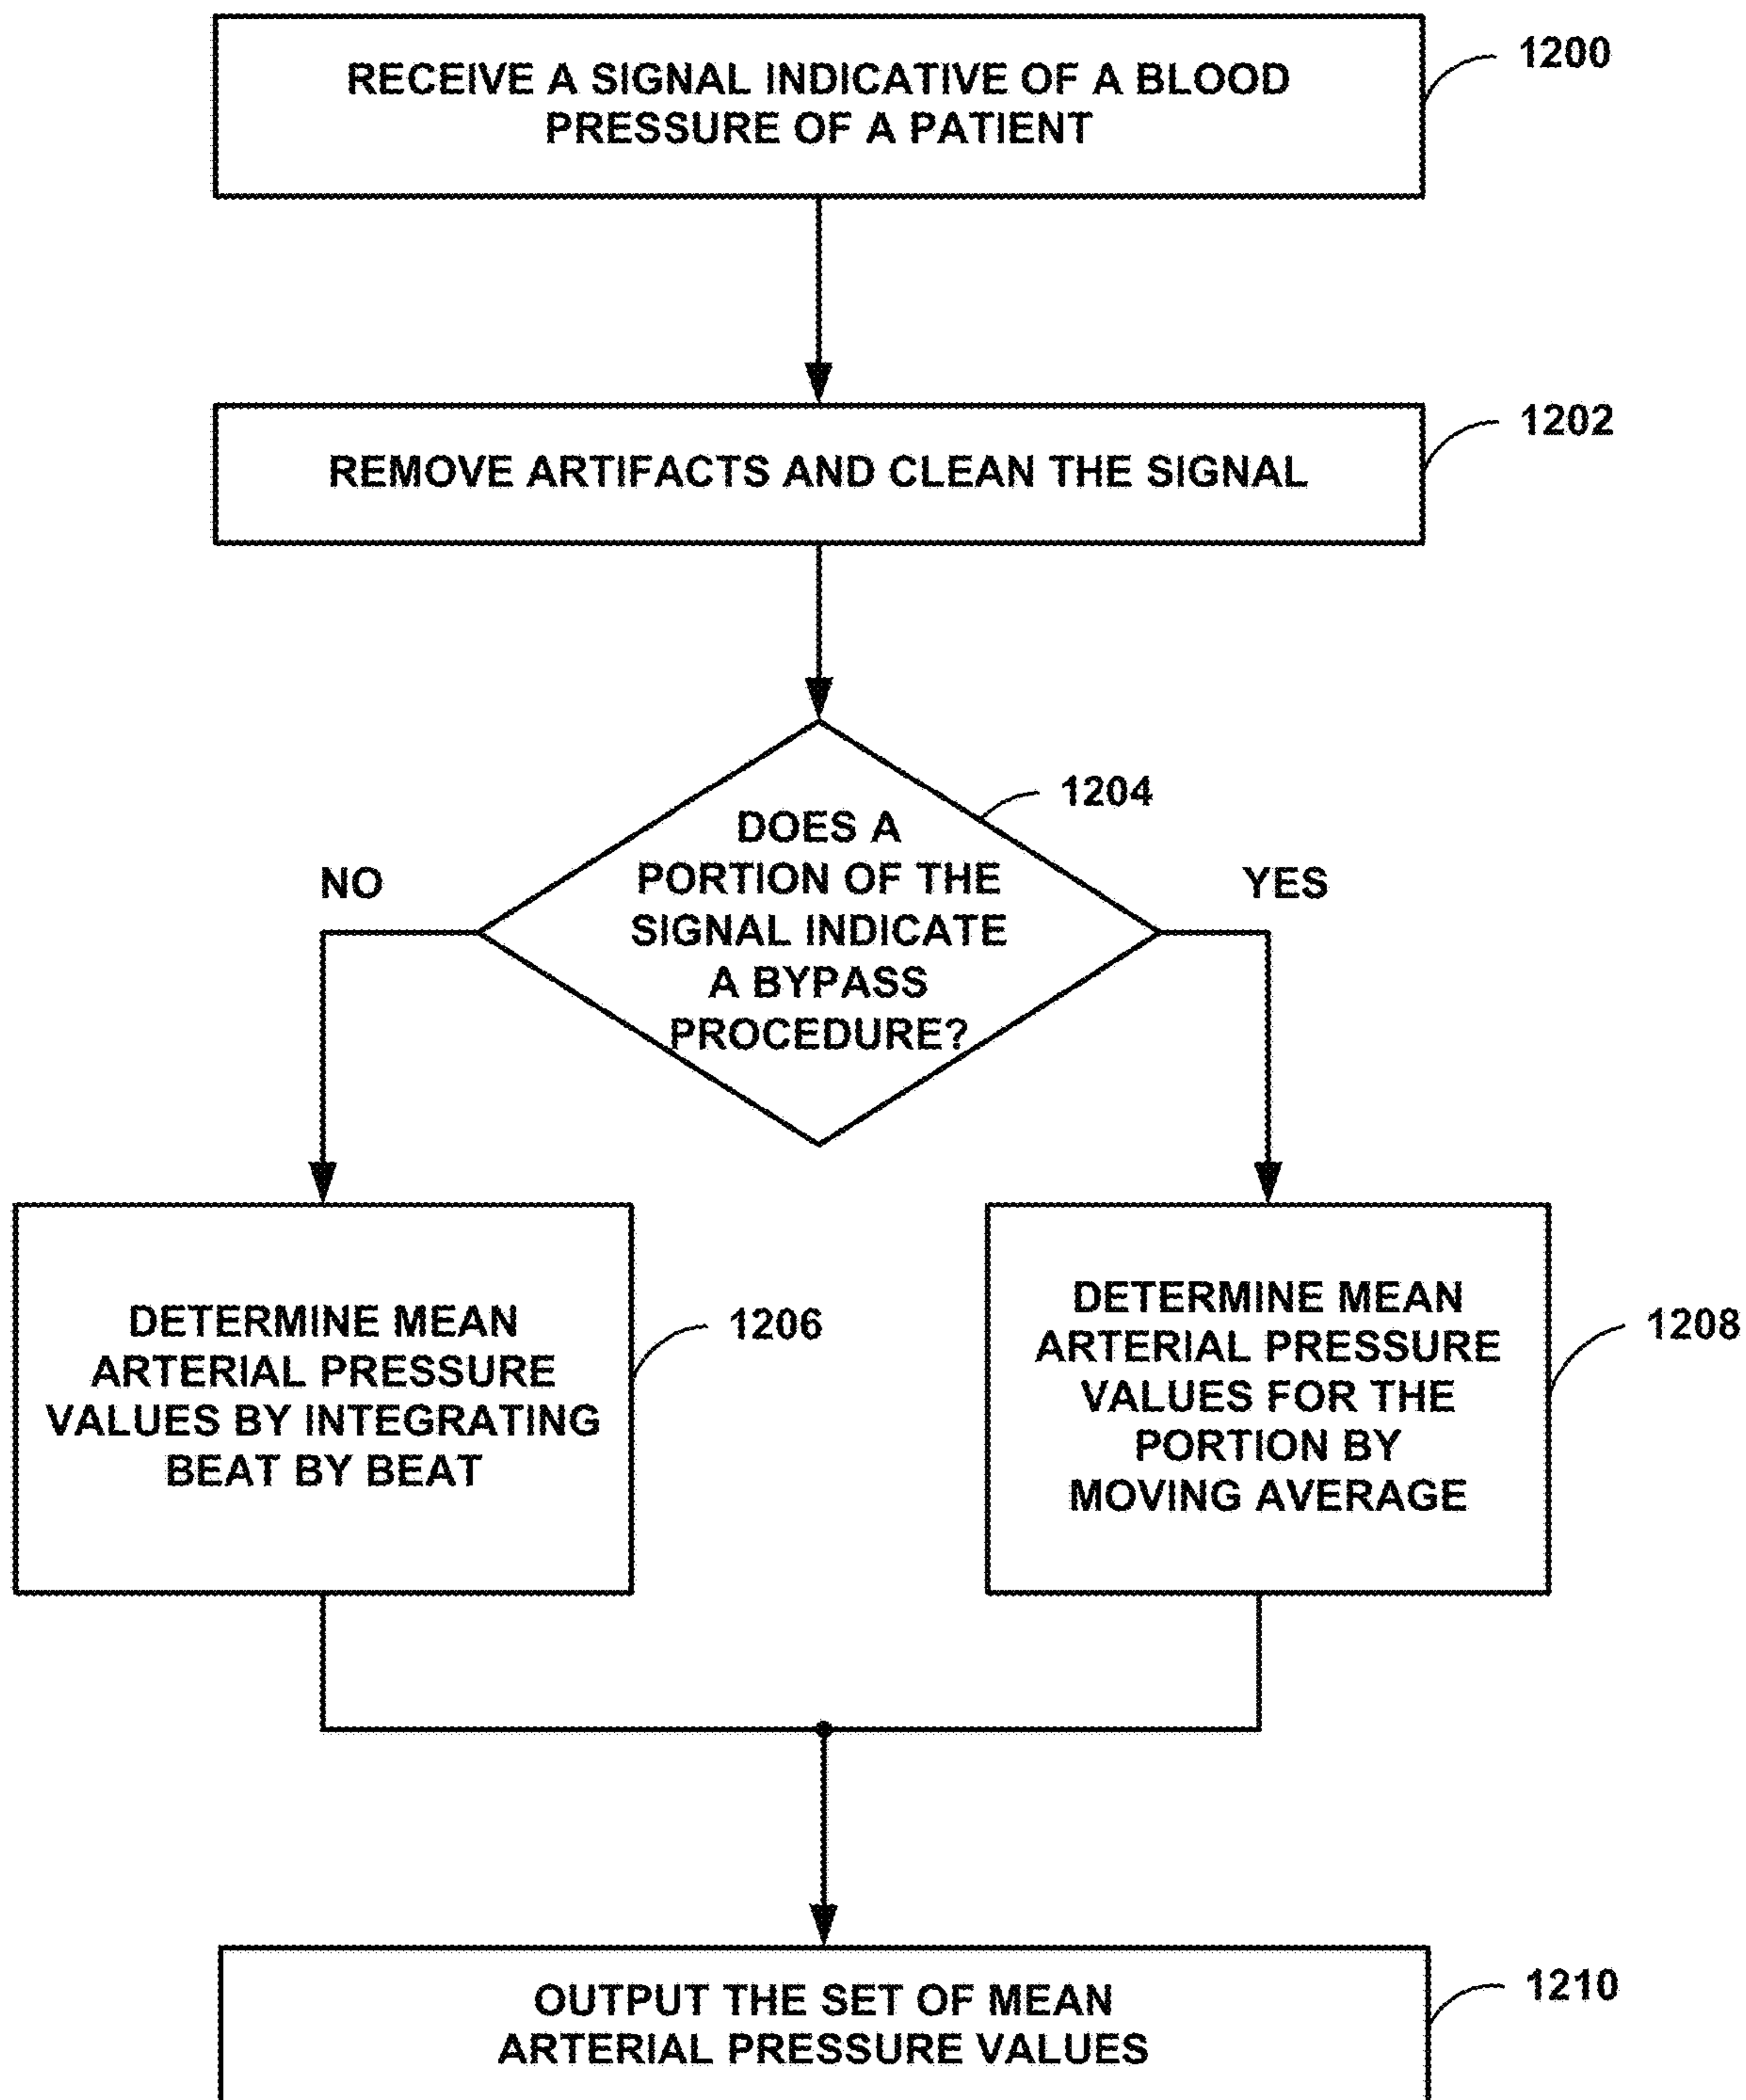 RECEIVE A SIGNAL INDICATIVE OF A BLOOD
PRESSURE OF A PATIENT
1200
REMOVE ARTIFACTS AND CLEAN THE SIGNAL
1202
DOES A
PORTION OF THE
SIGNAL INDICATE
A BYPASS
PROCEDURE?
1204
NO
YES
DETERMINE MEAN
ARTERIAL PRESSURE
VALUES BY INTEGRATING
BEAT BY BEAT
1206
DETERMINE MEAN
ARTERIAL PRESSURE
VALUES FOR THE
PORTION BY
MOVING AVERAGE
1208
OUTPUT THE SET OF MEAN
ARTERIAL PRESSURE VALUES
1210